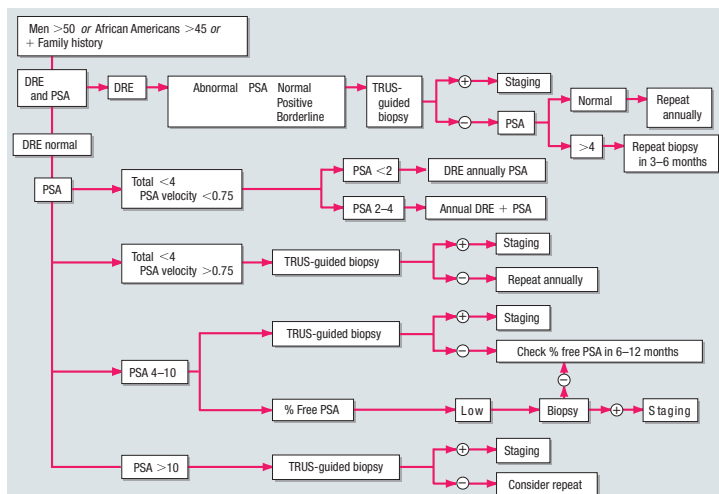 Men >50 or African Americans >45 or
+ Family history
DRE
and PSA
DRE
Abnormal PSA Normal
Positive
Borderline
TRUS-
guided
biopsy
+
Staging
−
PSA
Normal
Repeat
annually
>4
Repeat biopsy
in 3–6 months
DRE normal
PSA
Total <4
PSA velocity <0.75
PSA <2
DRE annually PSA
PSA 2–4
Annual DRE + PSA
Total <4
PSA velocity >0.75
TRUS-guided biopsy
+
Staging
−
Repeat annually
PSA 4–10
TRUS-guided biopsy
+
Staging
−
Check % free PSA in 6–12 months
−
% Free PSA
Low
Biopsy
+
Staging
PSA >10
TRUS-guided biopsy
+
Staging
−
Consider repeat